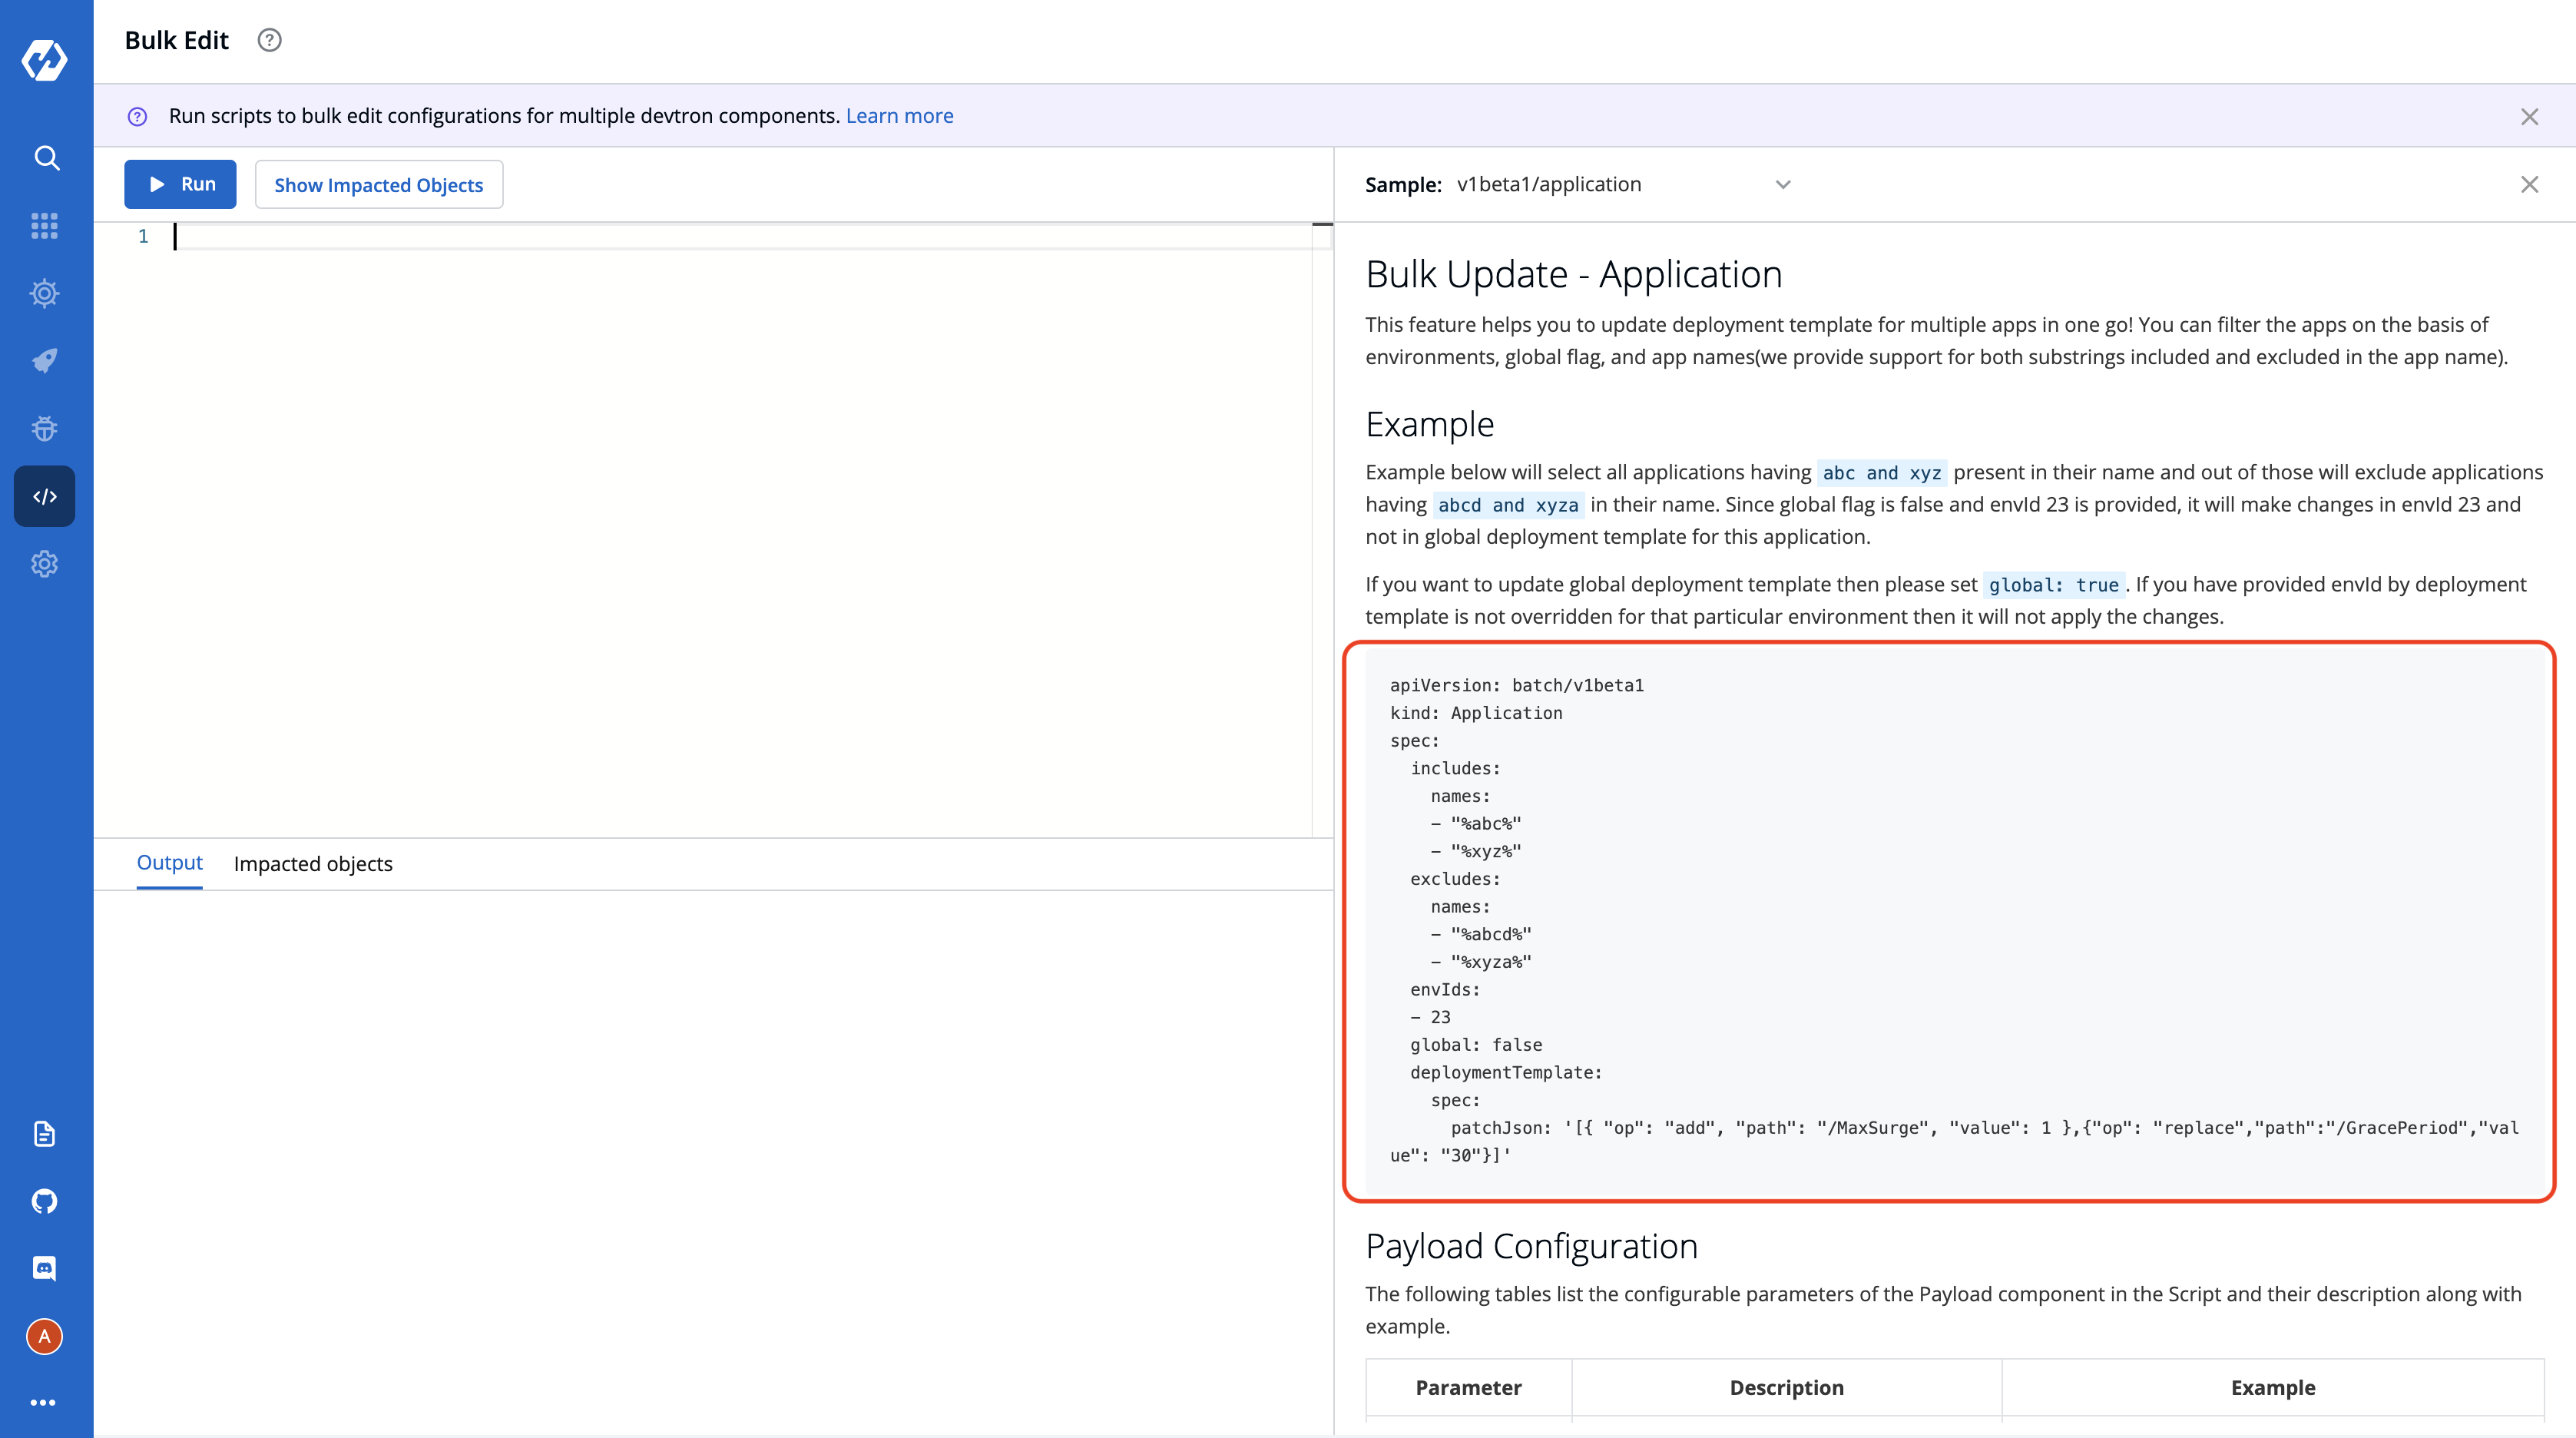 Bulk Edit
Run scripts to bulk edit configurations for multiple devtron components. Learn more
Run
Show Impacted Objects
1
Output
Impacted objects
A
Sample: v1beta1/application
Bulk Update - Application
This feature helps you to update deployment template for multiple apps in one go! You can filter the apps on the basis of
environments, global flag, and app names(we provide support for both substrings included and excluded in the app name).
Example
Example below will select all applications having abc and xyz present in their name and out of those will exclude applications
having abcd and xyza in their name. Since global flag is false and envId 23 is provided, it will make changes in envId 23 and
not in global deployment template for this application.
If you want to update global deployment template then please set global: true. If you have provided envId by deployment
template is not overridden for that particular environment then it will not apply the changes.
apiVersion: batch/v1beta1
kind: Application
spec:
  includes:
    names:
    - "%abc%"
    - "%xyz%"
  excludes:
    names:
    - "%abcd%"
    - "%xyza%"
  envIds:
  - 23
  global: false
  deploymentTemplate:
    spec:
      patchJson: '[{ "op": "add", "path": "/MaxSurge", "value": 1 },{"op": "replace","path":"/GracePeriod","val
ue": "30"}]'
Payload Configuration
The following tables list the configurable parameters of the Payload component in the Script and their description along with
example.
Parameter
Description
Example